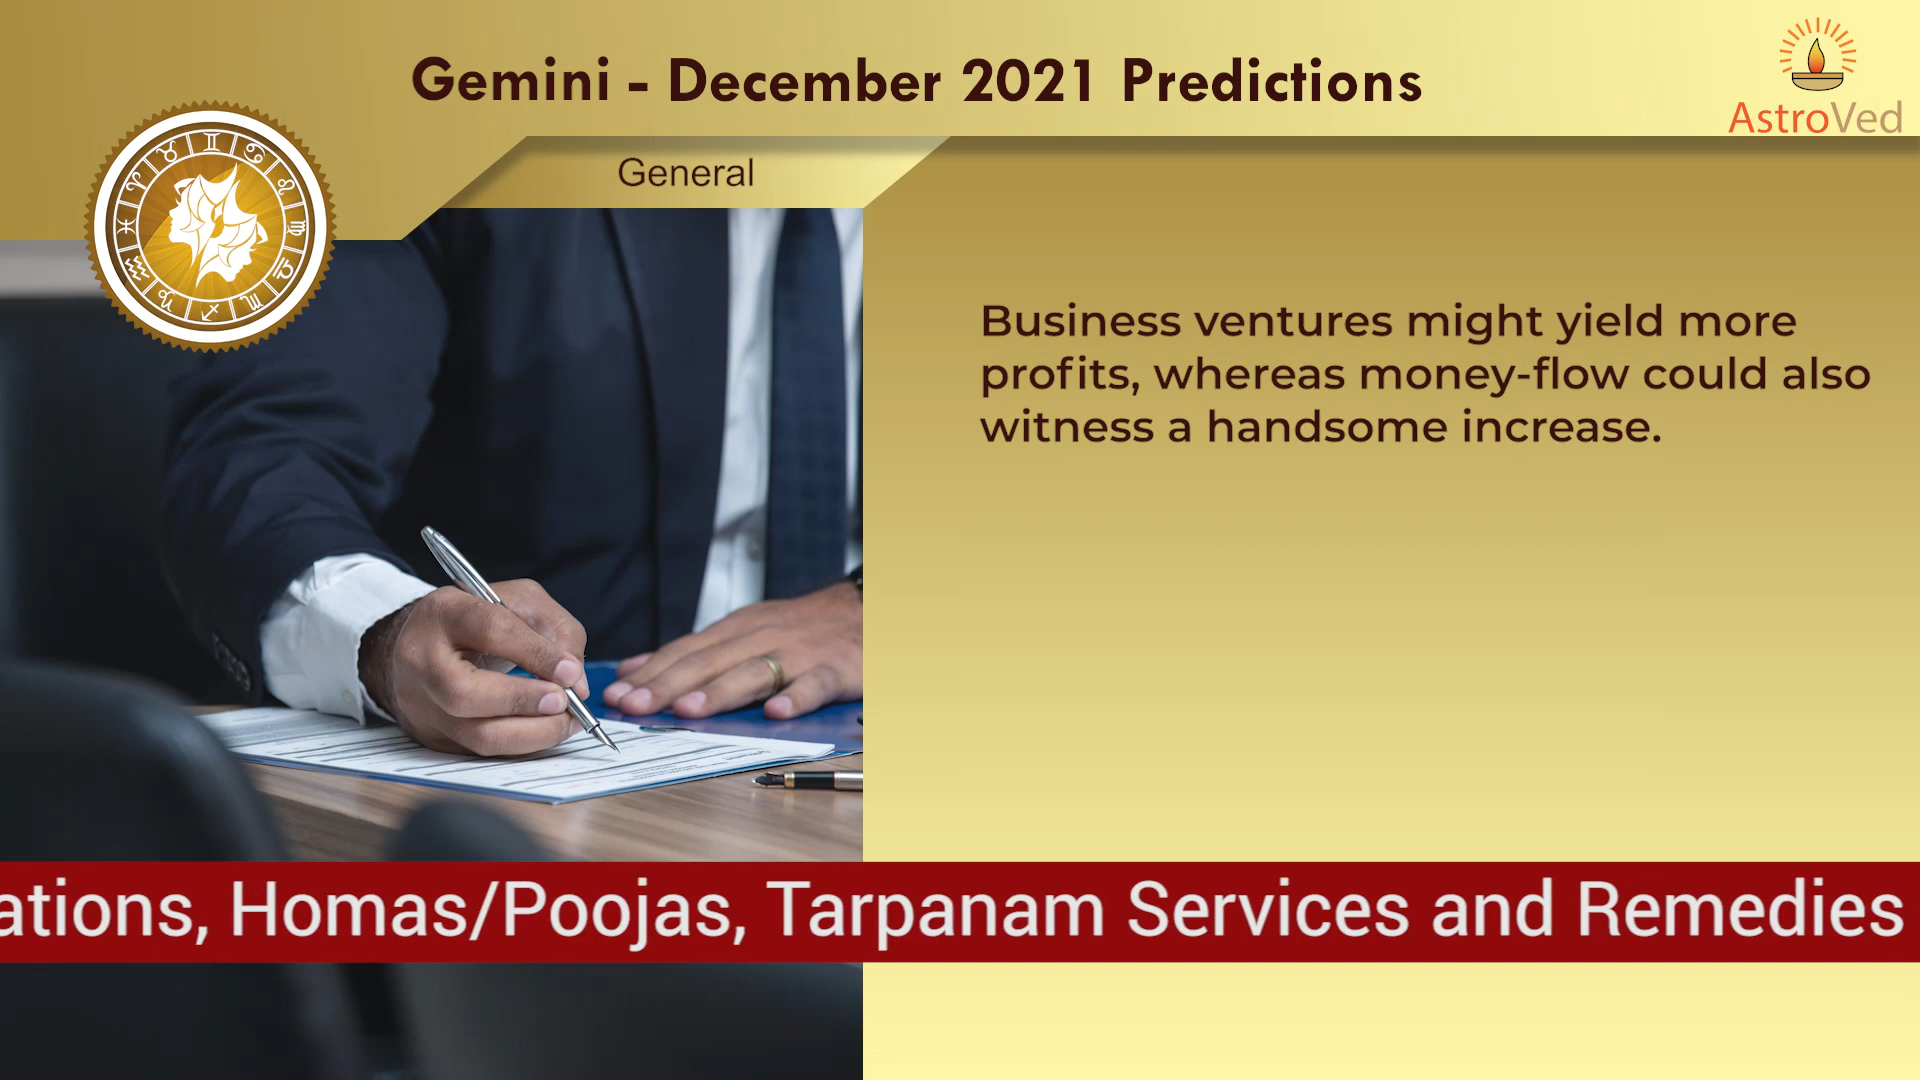 Gemini - December 2021 Predictions
AstroVed
General
Business ventures might yield more
profits, whereas money-flow could also
witness a handsome increase.
ations, Homas/Poojas, Tarpanam Services and Remedies